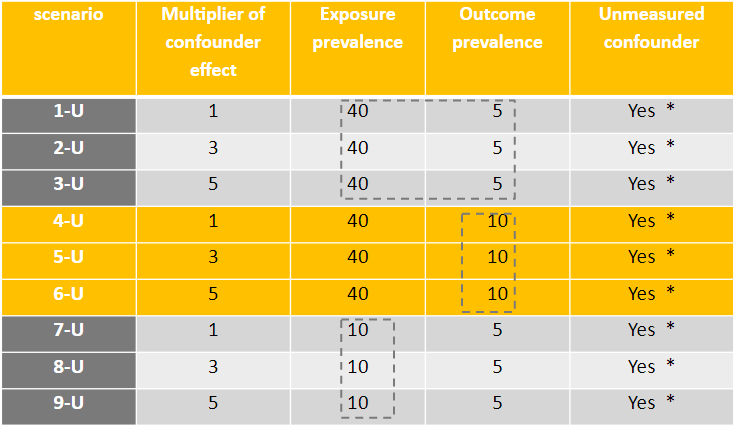 scenario Multiplier of confounder effect Exposure prevalence Outcome prevalence Unmeasured confounder
1-U 1 40 5 Yes *
2-U 3 40 5 Yes *
3-U 5 40 5 Yes *
4-U 1 40 10 Yes *
5-U 3 40 10 Yes *
6-U 5 40 10 Yes *
7-U 1 10 5 Yes *
8-U 3 10 5 Yes *
9-U 5 10 5 Yes *